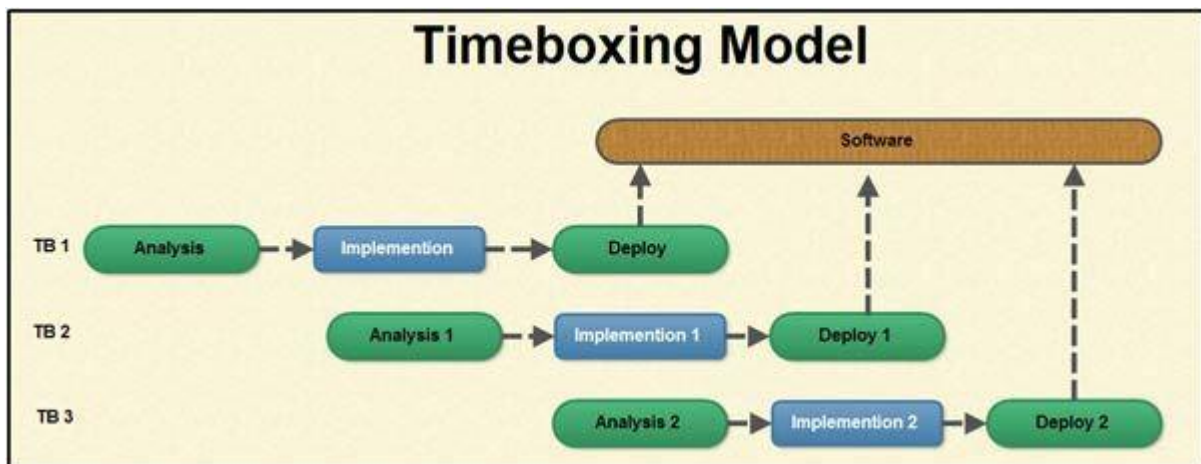 Timeboxing Model
Software
TB 1 Analysis Implemention Deploy
TB 2 Analysis 1 Implemention 1 Deploy 1
TB 3 Analysis 2 Implemention 2 Deploy 2